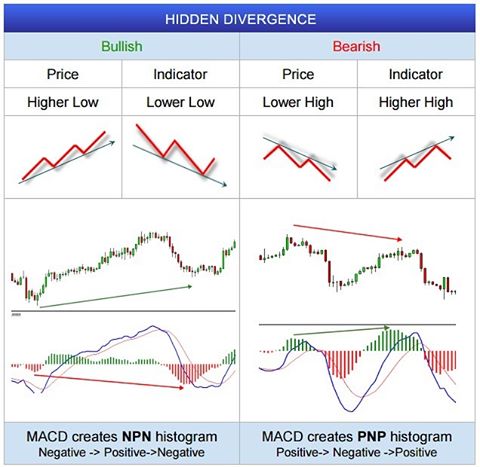 HIDDEN DIVERGENCE
Bullish Bearish
Price Indicator Price Indicator
Higher Low Lower Low Lower High Higher High
MACD creates NPN histogram
Negative -> Positive->Negative
MACD creates PNP histogram
Positive-> Negative ->Positive